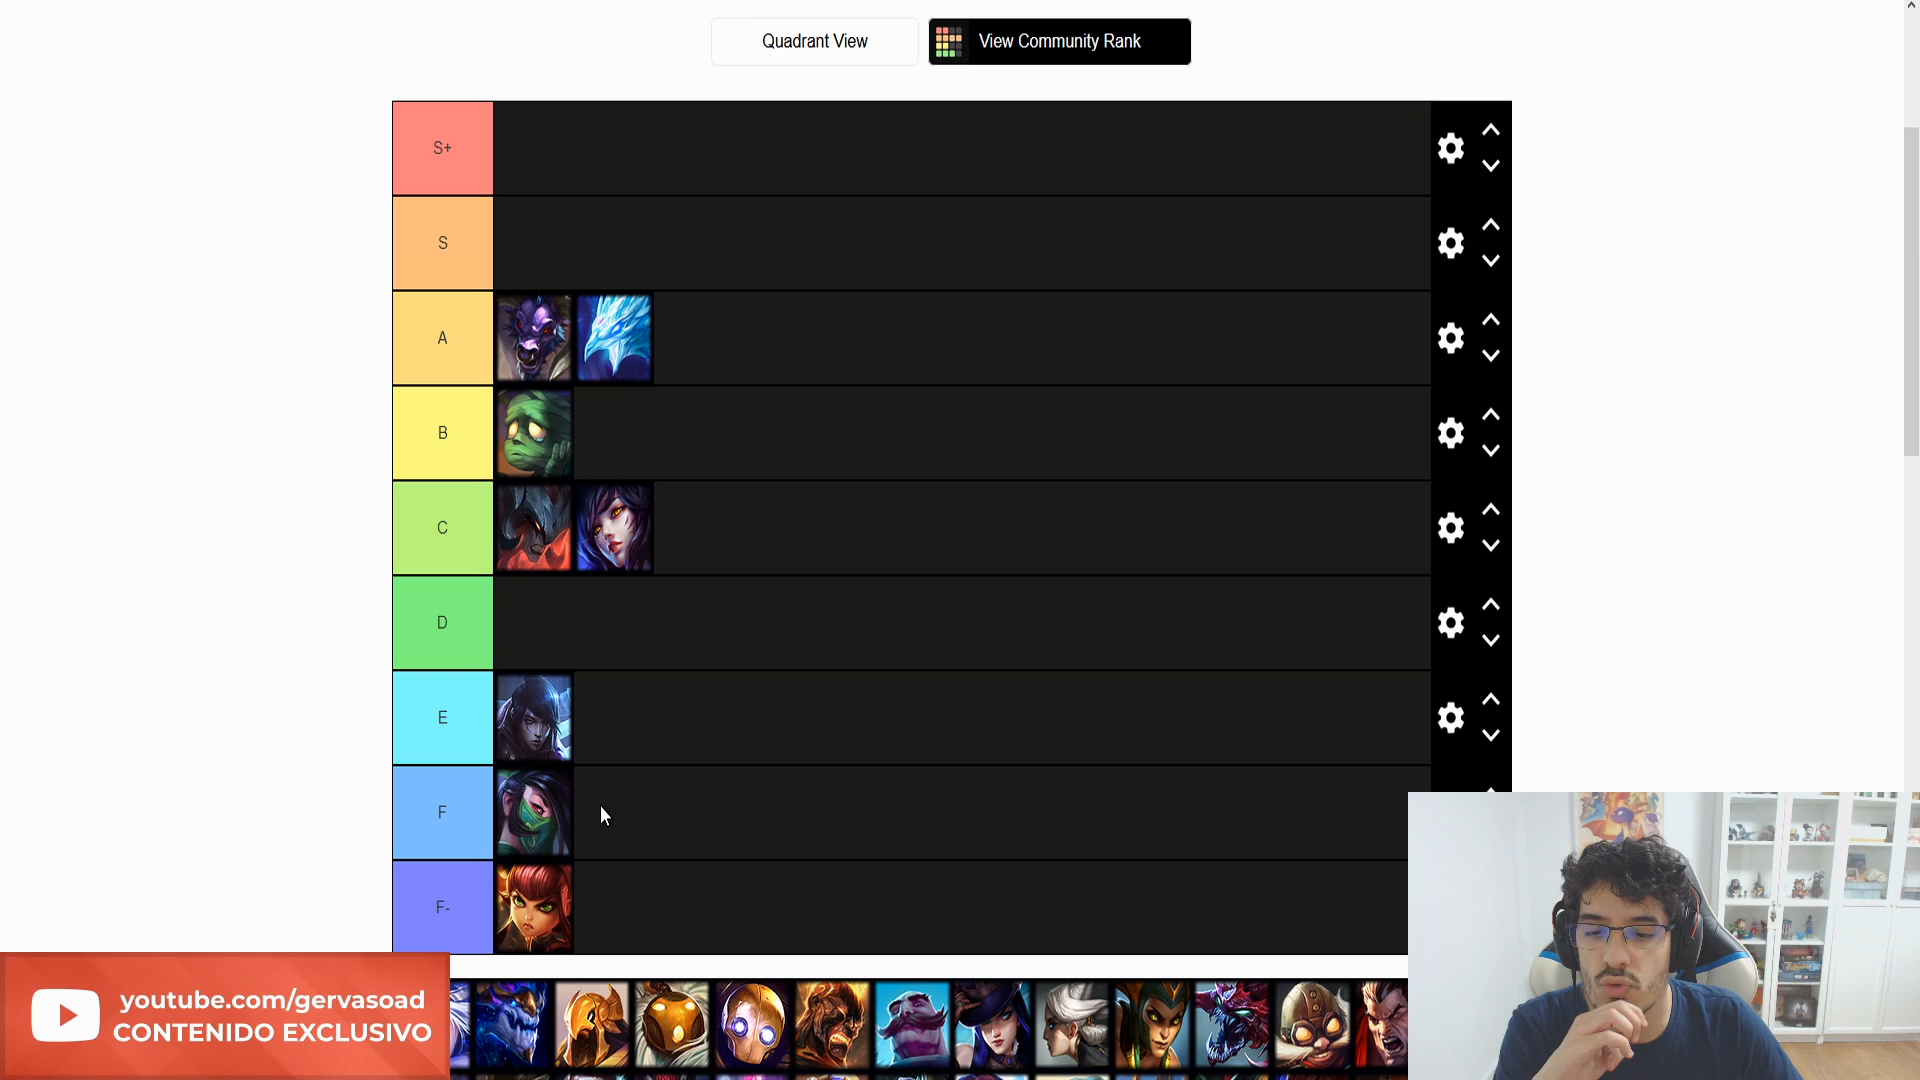 Quadrant View
View Community Rank
S+
S
A
B
C
D
E
F
F-
youtube.com/gervasoad
CONTENIDO EXCLUSIVO